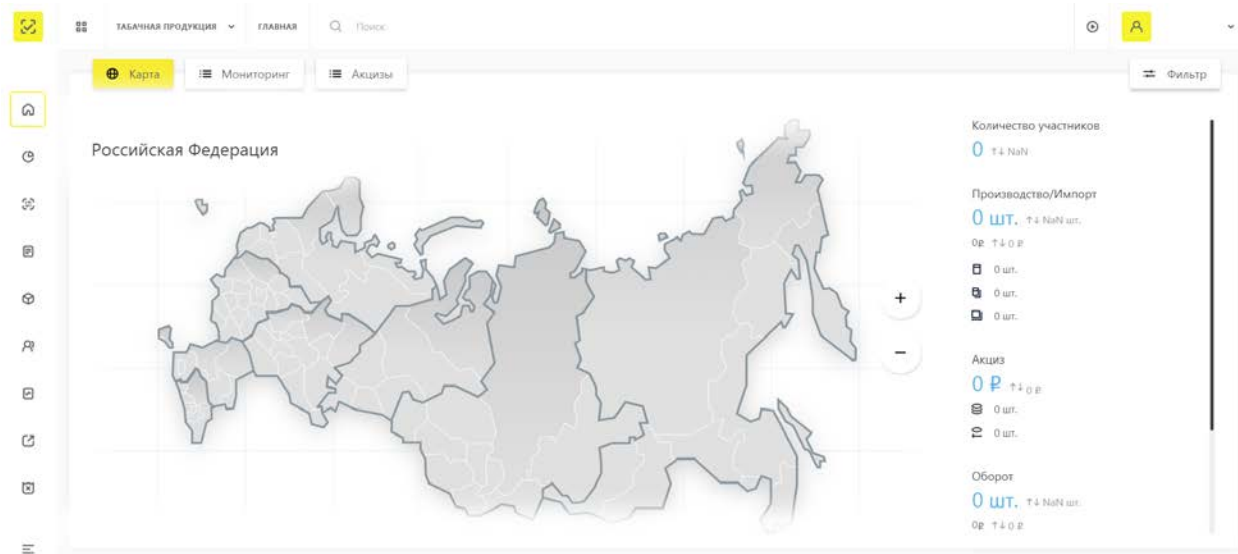 ТАБАЧНАЯ ПРОДУКЦИЯ ГЛАВНАЯ Поиск
Карта Мониторинг Акцизы Фильтр
Российская Федерация
+
−
Количество участников
0 ↑↓ NaN
Производство/Импорт
0 шт. ↑↓ NaN шт.
0₽ ↑↓ 0 ₽
0 шт.
0 шт.
0 шт.
Акциз
0 ₽ ↑↓ 0 ₽
0 шт.
0 шт.
Оборот
0 шт. ↑↓ NaN шт.
0₽ ↑↓ 0 ₽